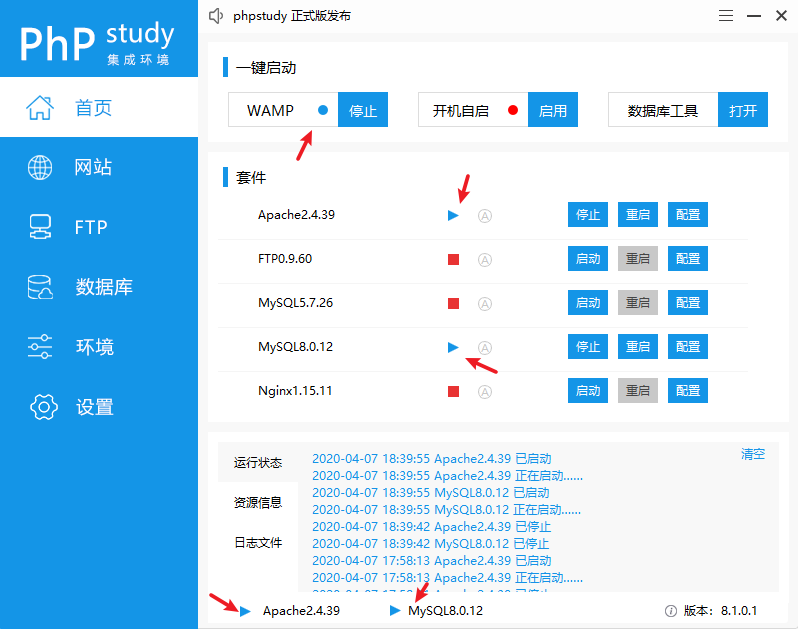 PhP study
集成环境
首页
网站
FTP
数据库
环境
设置
phpstudy 正式版发布
一键启动
WAMP 停止 开机自启 启用 数据库工具 打开
套件
Apache2.4.39 A 停止 重启 配置
FTP0.9.60 A 启动 重启 配置
MySQL5.7.26 A 启动 重启 配置
MySQL8.0.12 A 停止 重启 配置
Nginx1.15.11 A 启动 重启 配置
运行状态
资源信息
日志文件
清空
2020-04-07 18:39:55 Apache2.4.39 已启动
2020-04-07 18:39:55 Apache2.4.39 正在启动......
2020-04-07 18:39:55 MySQL8.0.12 已启动
2020-04-07 18:39:55 MySQL8.0.12 正在启动......
2020-04-07 18:39:42 Apache2.4.39 已停止
2020-04-07 18:39:42 MySQL8.0.12 已停止
2020-04-07 17:58:13 Apache2.4.39 已启动
2020-04-07 17:58:13 Apache2.4.39 正在启动......
Apache2.4.39 MySQL8.0.12 版本：8.1.0.1